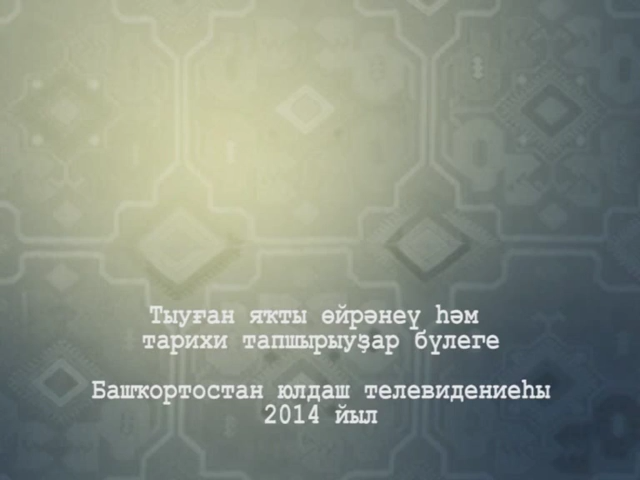 Тыуған яҡты өйрәнеү һәм
тарихи тапшырыуҙар бүлеге
Башҡортостан юлдаш телевидениеһы
2014 йыл